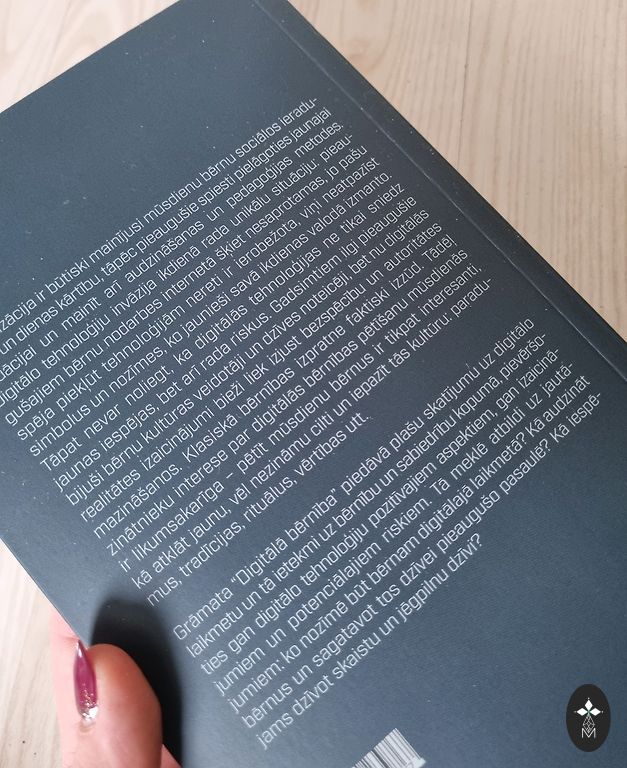 zācija ir būtiski mainījusi mūsdienu bērnu sociālos ieradu-
un dienas kārtību, tāpēc pieaugušie spiesti pielāgoties jaunajai
ācijai un mainīt arī audzināšanas un pedagoģijas metodes.
Digitālo tehnoloģiju invāzija ikdienā rada unikālu situāciju: pieau-
gušajiem bērnu nodarbes internetā šķiet nesaprotamas, jo pašu
spēja piekļūt tehnoloģijām nereti ir ierobežota, viņi neatpazīst
simbolus un nozīmes, ko jaunieši savā ikdienas valodā izmanto.
Tāpat nevar noliegt, ka digitālās tehnoloģijas ne tikai sniedz
jaunas iespējas, bet arī rada riskus. Gadsimtiem ilgi pieaugušie
bijuši bērnu kultūras veidotāji un dzīves noteicēji, bet nu digitālās
realitātes izaicinājumi bieži liek izjust bezspēcību un autoritātes
mazināšanos. Klasiskā bērnības izpratne faktiski izzūd. Tādēļ
zinātnieku interese par digitālās bērnības pētīšanu mūsdienās
ir likumsakarīga – pētīt mūsdienu bērnus ir tikpat interesanti,
kā atklāt jaunu, vēl nezināmu cilti un iepazīt tās kultūru: paradu-
mus, tradīcijas, rituālus, vērtības utt.
Grāmata "Digitālā bērnība" piedāvā plašu skatījumu uz digitālo
laikmetu un tā ietekmi uz bērnību un sabiedrību kopumā, pievēršo-
ties gan digitālo tehnoloģiju pozitīvajiem aspektiem, gan izaicinā-
jumiem un potenciālajiem riskiem. Tā meklē atbildi uz jautā-
jumiem: ko nozīmē būt bērnam digitālajā laikmetā? Kā audzināt
bērnus un sagatavot tos dzīvei pieaugušo pasaulē? Kā iespē-
jams dzīvot skaistu un jēgpilnu dzīvi?